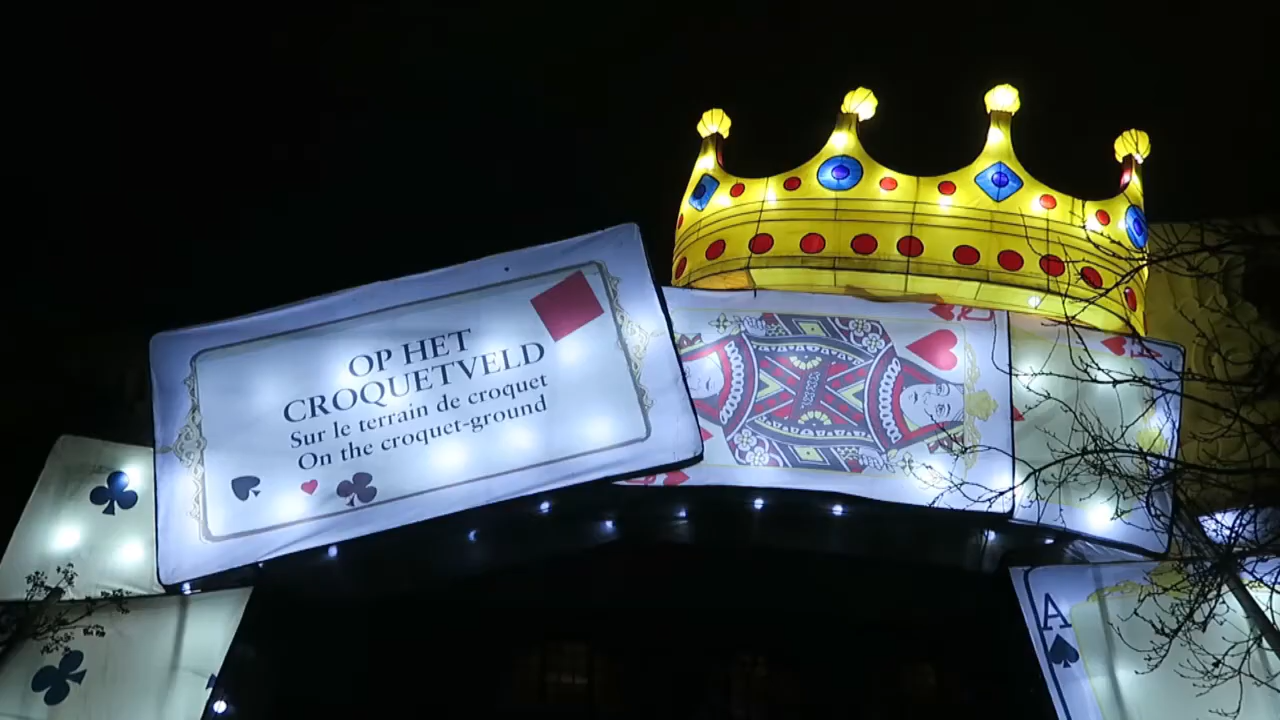 OP HET
CROQUETVELD
Sur le terrain de croquet
On the croquet-ground
Q
A
A